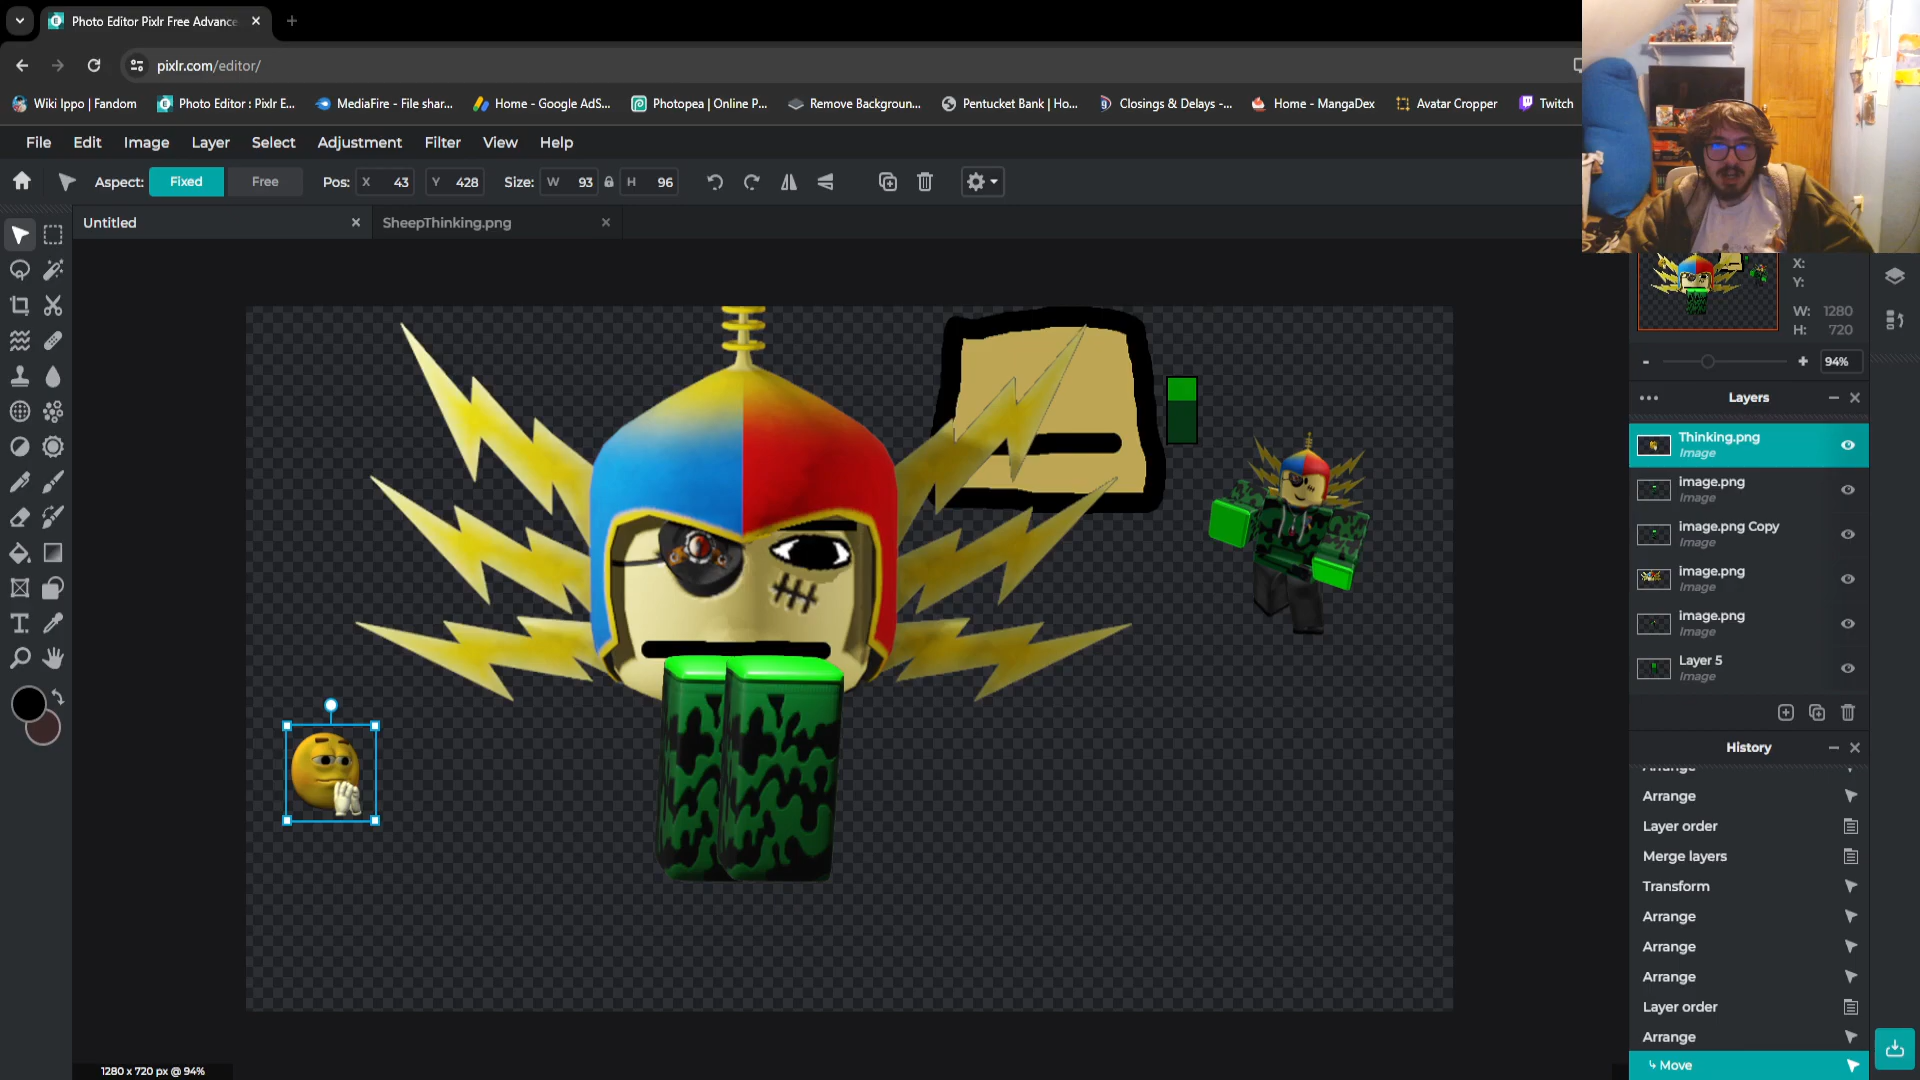 Photo Editor Pixlr Free Advance
pixlr.com/editor/
Wiki Ippo | Fandom
Photo Editor : Pixlr E...
MediaFire - File shar...
Home - Google AdS...
Photopea | Online P...
Remove Backgroun...
Pentucket Bank | Ho...
Closings & Delays -...
Home - MangaDex
Avatar Cropper
Twitch
File Edit Image Layer Select Adjustment Filter View Help
Aspect: Fixed Free Pos: X 43 Y 428 Size: W 93 H 96
Untitled
SheepThinking.png
X:
Y:
W: 1280
H: 720
94%
Layers
Thinking.png
Image
image.png
Image
image.png Copy
Image
image.png
Image
image.png
Image
Layer 5
Image
History
Arrange
Arrange
Layer order
Merge layers
Transform
Arrange
Arrange
Arrange
Layer order
Arrange
Move
1280 x 720 px @ 94%